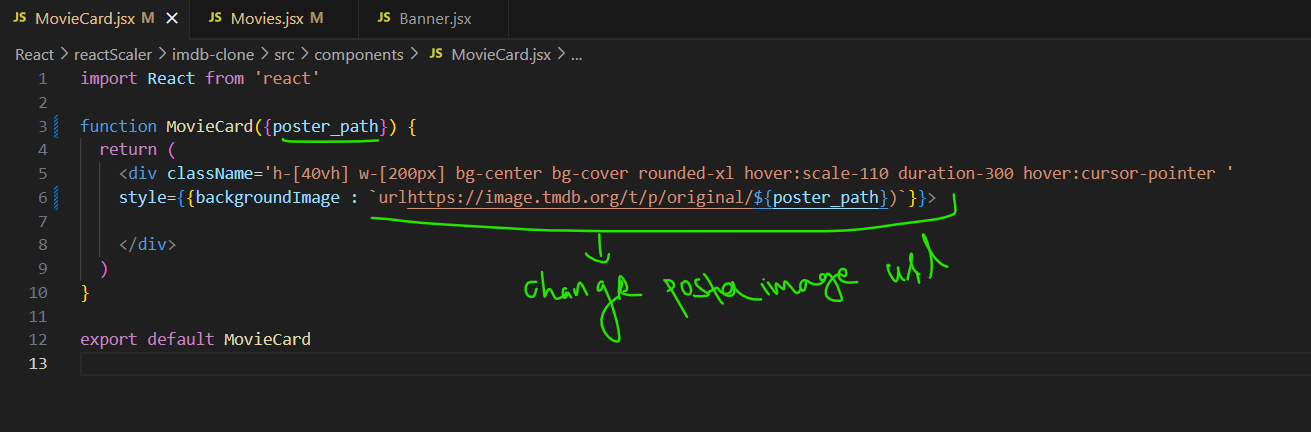 JS MovieCard.jsx M × JS Movies.jsx M JS Banner.jsx
React > reactScaler > imdb-clone > src > components > JS MovieCard.jsx > ...
1 import React from 'react'
2
3 function MovieCard({poster_path}) {
4 return (
5 <div className='h-[40vh] w-[200px] bg-center bg-cover rounded-xl hover:scale-110 duration-300 hover:cursor-pointer '
6 style={{backgroundImage : `urlhttps://image.tmdb.org/t/p/original/${poster_path})`}}>
7
8 </div>
9 )
10 }
11
12 export default MovieCard
13
change poster image url